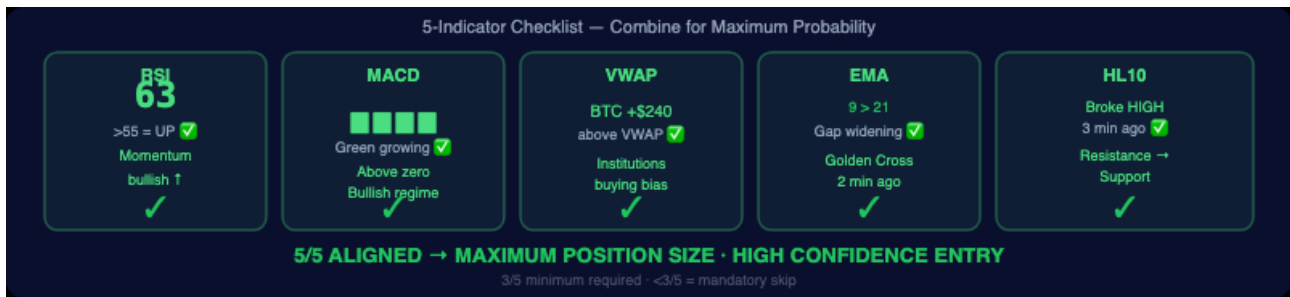 5-Indicator Checklist — Combine for Maximum Probability
RSI
63
>55 = UP ✅
Momentum
bullish ↑
✓
MACD
Green growing ✅
Above zero
Bullish regime
✓
VWAP
BTC +$240
above VWAP ✅
Institutions
buying bias
✓
EMA
9 > 21
Gap widening ✅
Golden Cross
2 min ago
✓
HL10
Broke HIGH
3 min ago ✅
Resistance →
Support
✓
5/5 ALIGNED → MAXIMUM POSITION SIZE · HIGH CONFIDENCE ENTRY
3/5 minimum required · <3/5 = mandatory skip